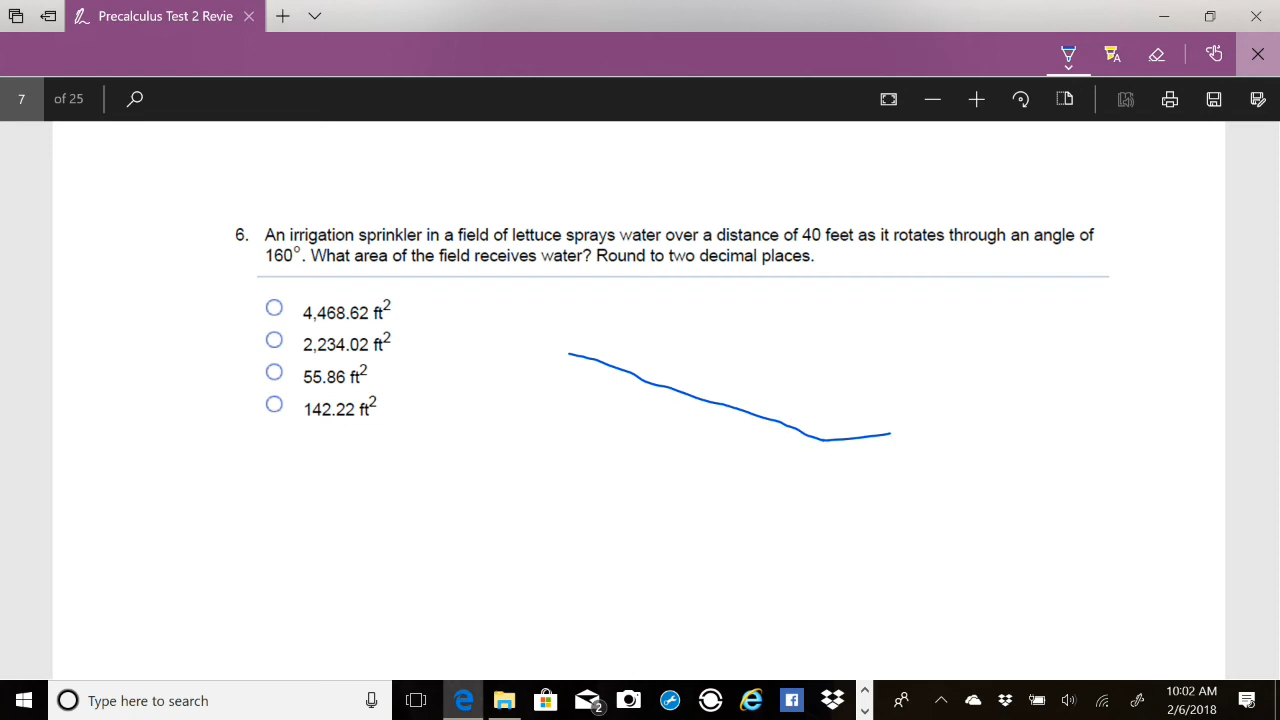 Precalculus Test 2 Revie
7 of 25
6. An irrigation sprinkler in a field of lettuce sprays water over a distance of 40 feet as it rotates through an angle of
160°. What area of the field receives water? Round to two decimal places.
4,468.62 ft²
2,234.02 ft²
55.86 ft²
142.22 ft²
Type here to search
2
10:02 AM
2/6/2018